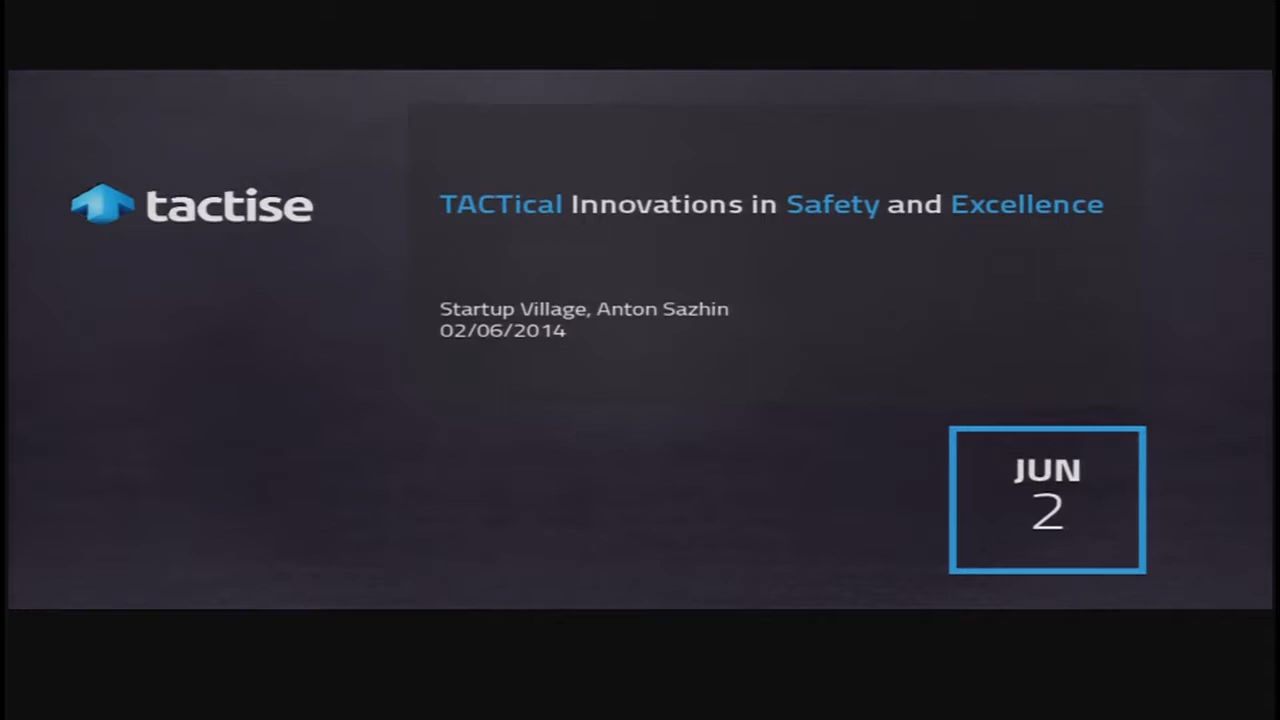 tactise
TACTical Innovations in Safety and Excellence
Startup Village, Anton Sazhin
02/06/2014
JUN
2